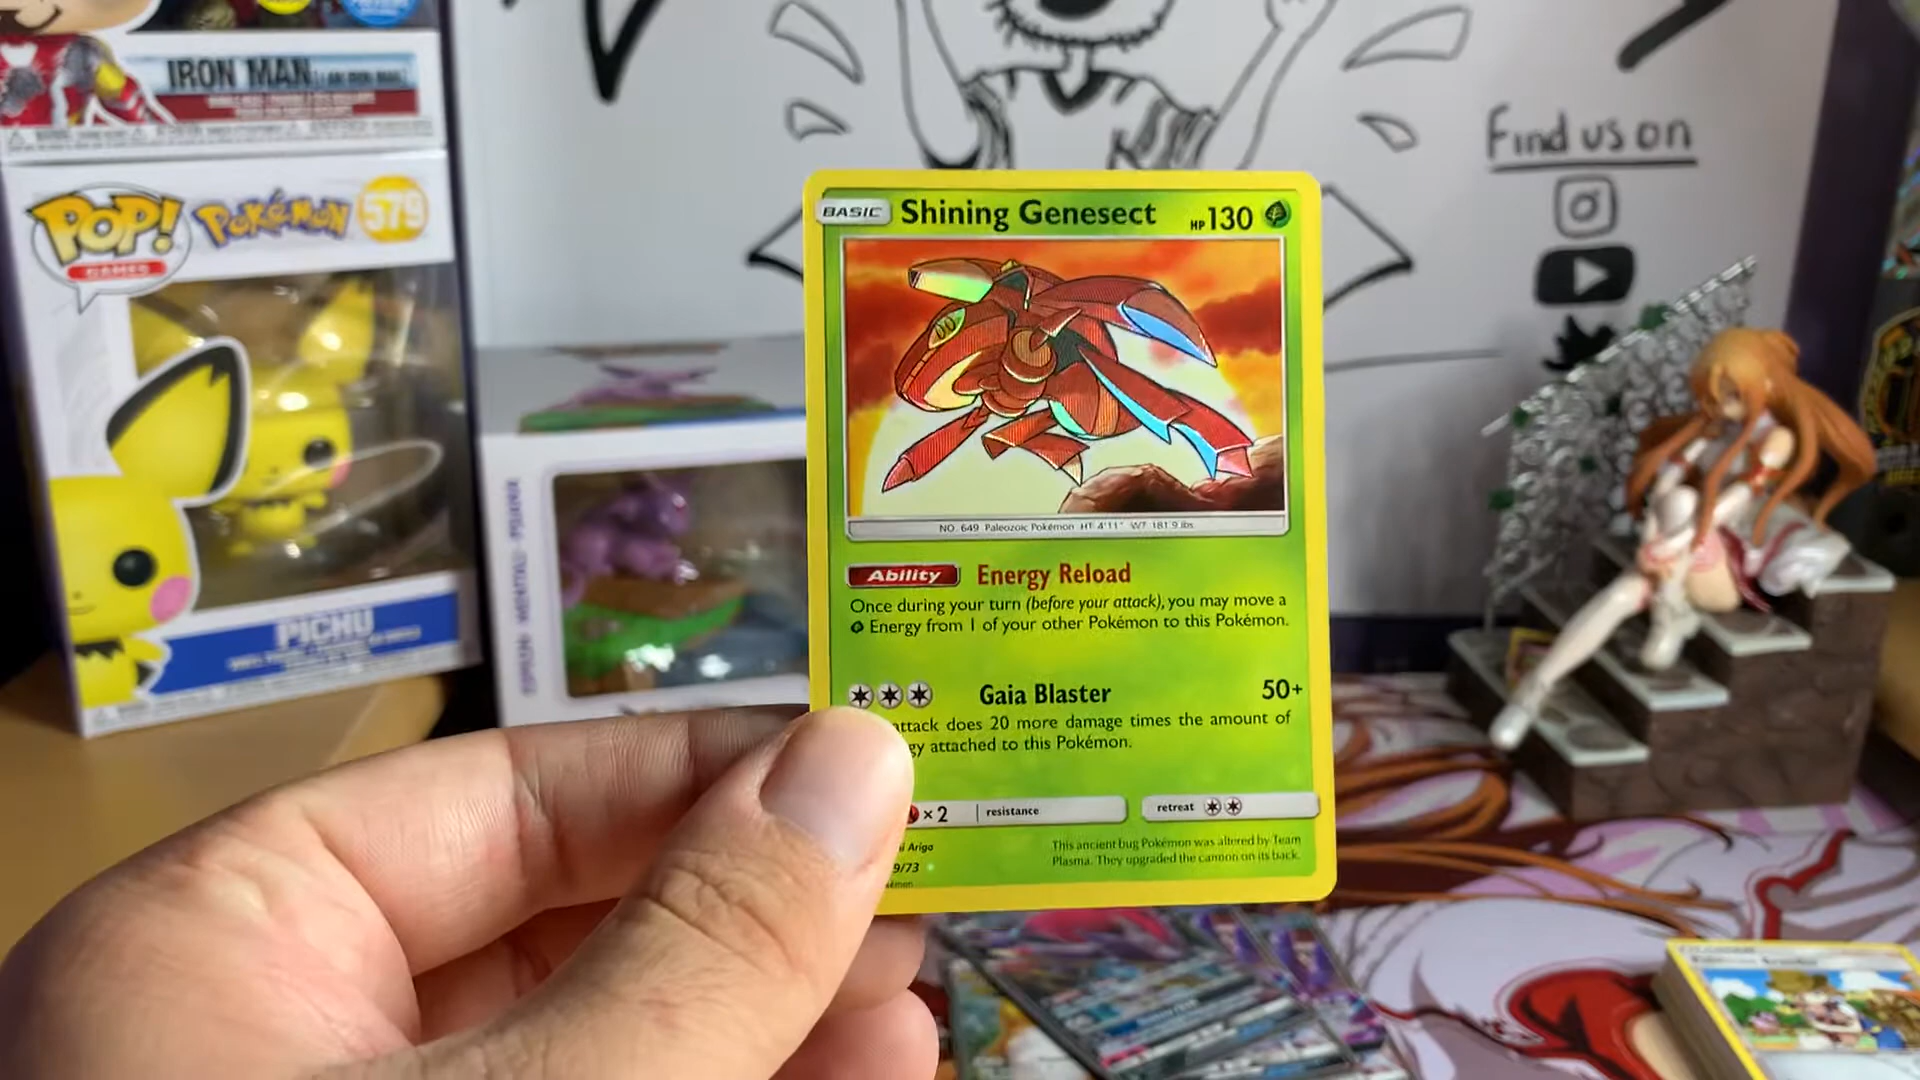 IRON MAN
POP!
GAMES
POKéMON
579
PICHU
Find us on
BASIC Shining Genesect HP 130
NO. 649 Paleozoic Pokémon HT 4'11" WT 181.9 lbs
Ability Energy Reload
Once during your turn (before your attack), you may move a
Energy from 1 of your other Pokémon to this Pokémon.
Gaia Blaster 50+
attack does 20 more damage times the amount of
gy attached to this Pokémon.
× 2 resistance
retreat
i Ariga
9/73
This ancient bug Pokémon was altered by Team
Plasma. They upgraded the cannon on its back.